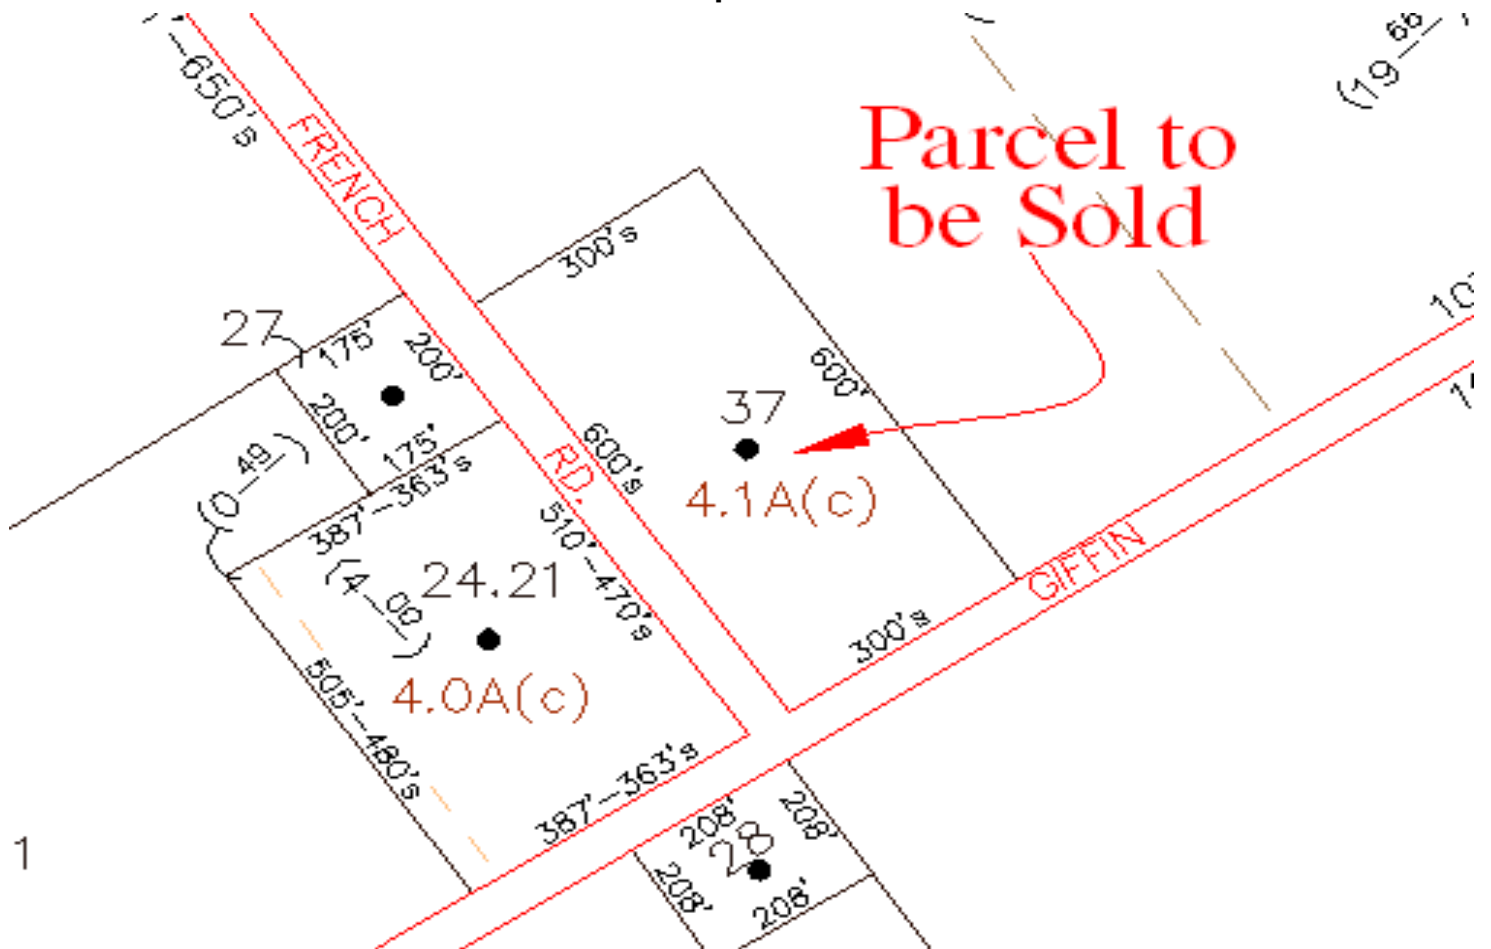 '-650's
(19 66 )
FRENCH
Parcel to
be Sold
300's
27
175'
200'
600'
37
200'
175'
600's
RD.
(0 49 )
387'-363's
4.1A(c)
510'-470's
GIFFIN
(4 00 )
24.21
300's
505'-480's
4.0A(c)
387'-363's
208'
208'
28
208'
208'
1